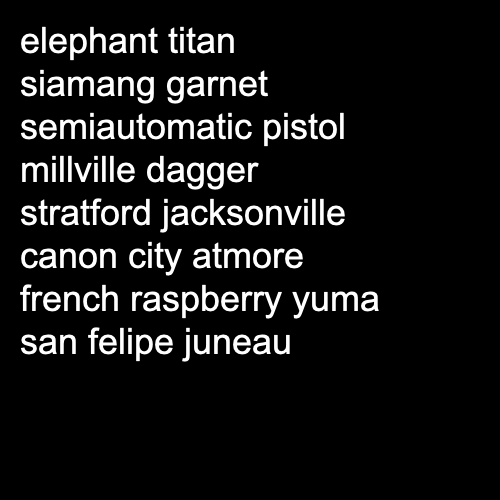 elephant titan
siamang garnet
semiautomatic pistol
millville dagger
stratford jacksonville
canon city atmore
french raspberry yuma
san felipe juneau